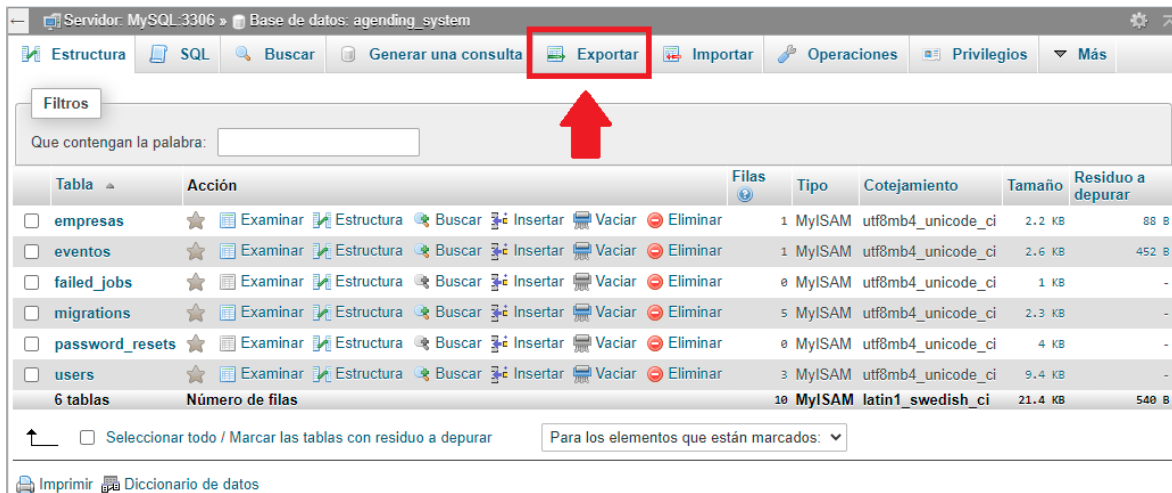 Servidor: MySQL:3306 » Base de datos: agending_system
Estructura SQL Buscar Generar una consulta Exportar Importar Operaciones Privilegios Más
Filtros
Que contengan la palabra:
Tabla Acción Filas Tipo Cotejamiento Tamaño Residuo a depurar
empresas Examinar Estructura Buscar Insertar Vaciar Eliminar 1 MyISAM utf8mb4_unicode_ci 2.2 KB 88 B
eventos Examinar Estructura Buscar Insertar Vaciar Eliminar 1 MyISAM utf8mb4_unicode_ci 2.6 KB 452 B
failed_jobs Examinar Estructura Buscar Insertar Vaciar Eliminar 0 MyISAM utf8mb4_unicode_ci 1 KB -
migrations Examinar Estructura Buscar Insertar Vaciar Eliminar 5 MyISAM utf8mb4_unicode_ci 2.3 KB -
password_resets Examinar Estructura Buscar Insertar Vaciar Eliminar 0 MyISAM utf8mb4_unicode_ci 4 KB -
users Examinar Estructura Buscar Insertar Vaciar Eliminar 3 MyISAM utf8mb4_unicode_ci 9.4 KB -
6 tablas Número de filas 10 MyISAM latin1_swedish_ci 21.4 KB 540 B
Seleccionar todo / Marcar las tablas con residuo a depurar Para los elementos que están marcados:
Imprimir Diccionario de datos